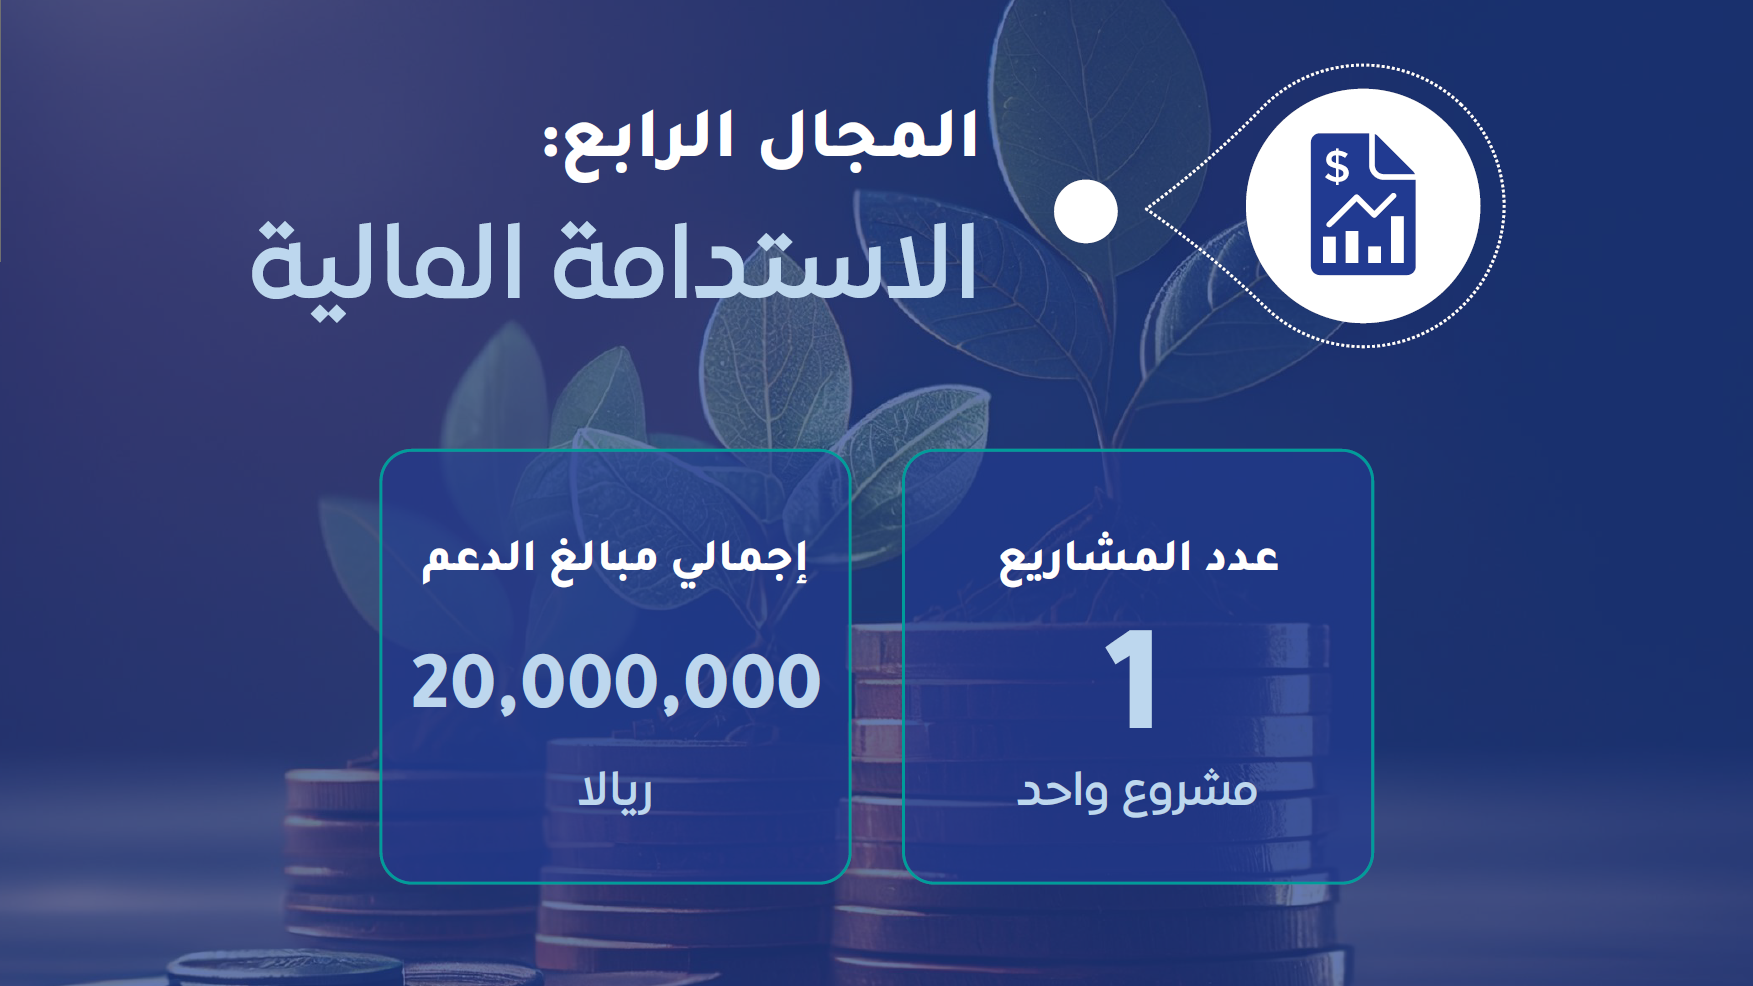 المجال الرابع:
الاستدامة المالية
$
عدد المشاريع
1
مشروع واحد
إجمالي مبالغ الدعم
20,000,000
ريالا